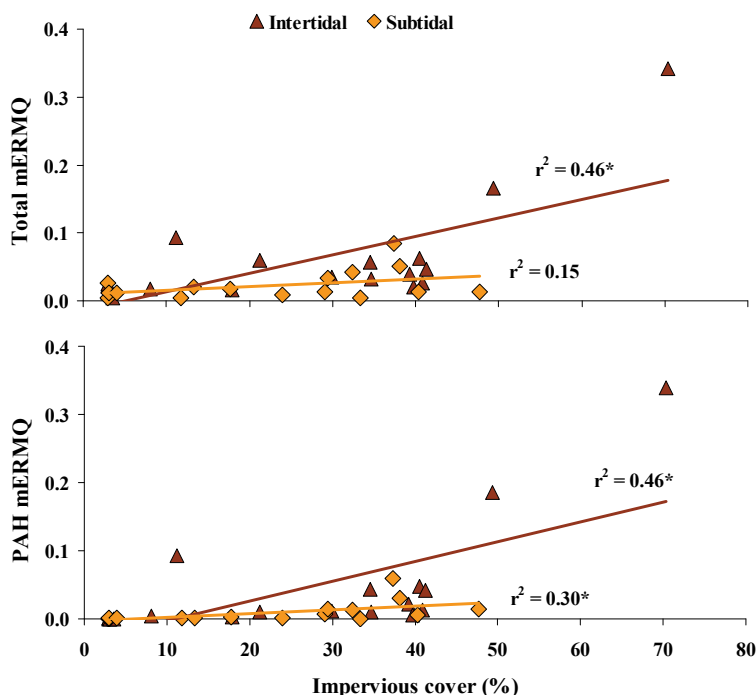 Intertidal Subtidal
0.4
0.3
0.2
0.1
0.0
Total mERMQ
r² = 0.46*
r² = 0.15
0.4
0.3
0.2
0.1
0.0
PAH mERMQ
r² = 0.46*
r² = 0.30*
0 10 20 30 40 50 60 70 80
Impervious cover (%)